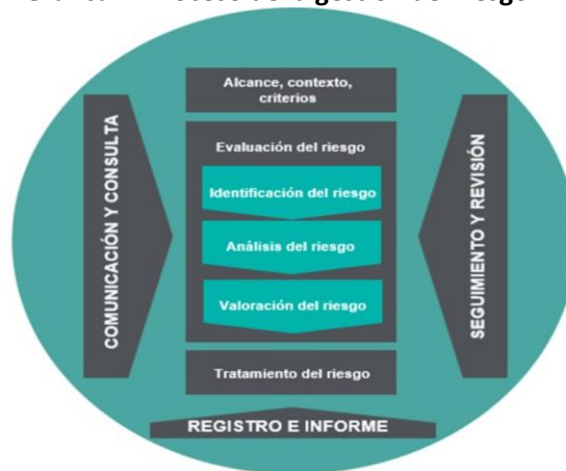 Alcance, contexto,
criterios
Evaluación del riesgo
Identificación del riesgo
Análisis del riesgo
Valoración del riesgo
Tratamiento del riesgo
COMUNICACIÓN Y CONSULTA
SEGUIMIENTO Y REVISIÓN
REGISTRO E INFORME